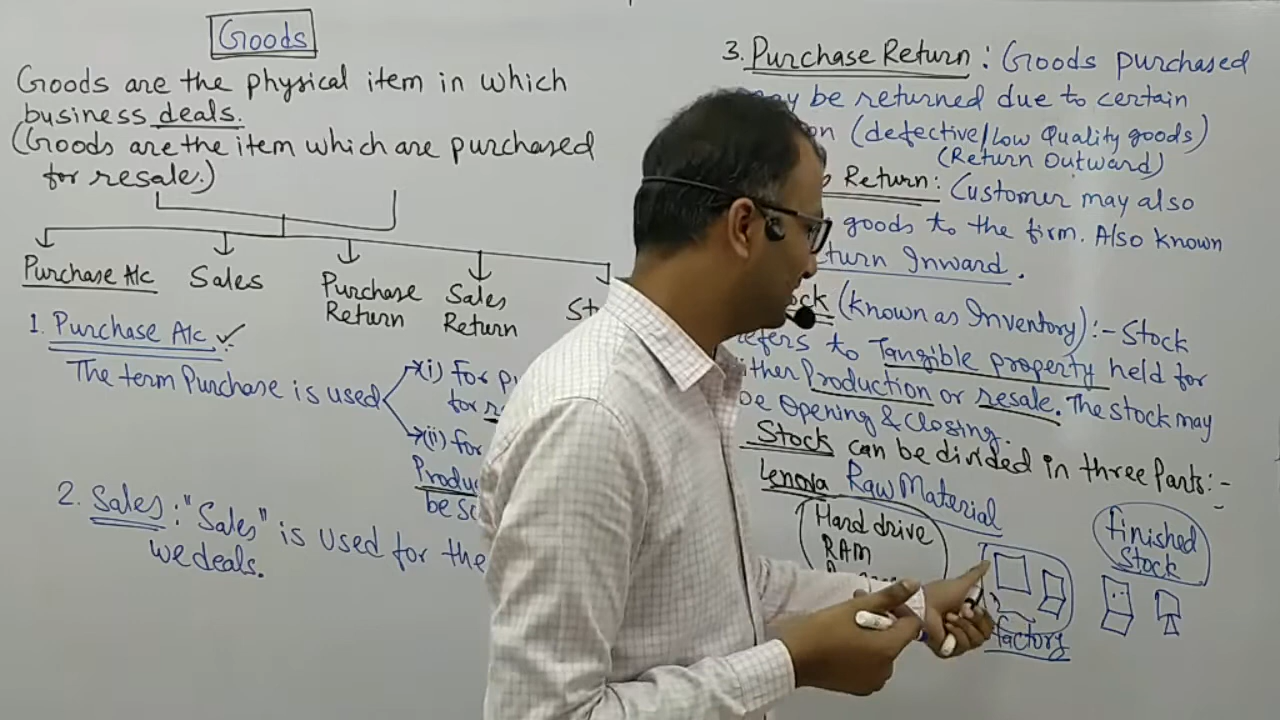 Goods
Goods are the physical item in which
business deals.
(Goods are the item which are purchased
for resale.)
Purchase A/c
Sales
Purchase
Return
Sales
Return
St
1. Purchase A/c ✓
The term Purchase is used
(i) for p
for
(ii) for
Produ
be s
2. Sales: "Sales" is used for the
we deals.
3. Purchase Return: Goods purchased
may be returned due to certain
on (defective/Low Quality goods)
(Return Outward)
Return: Customer may also
goods to the firm. Also known
turn Inward.
ock (known as Inventory):- Stock
refers to Tangible property held for
ither Production or resale. The stock may
be Opening & Closing.
Stock can be divided in three Parts:-
Lenova Raw Material
Hard drive
RAM
factory
finished
Stock